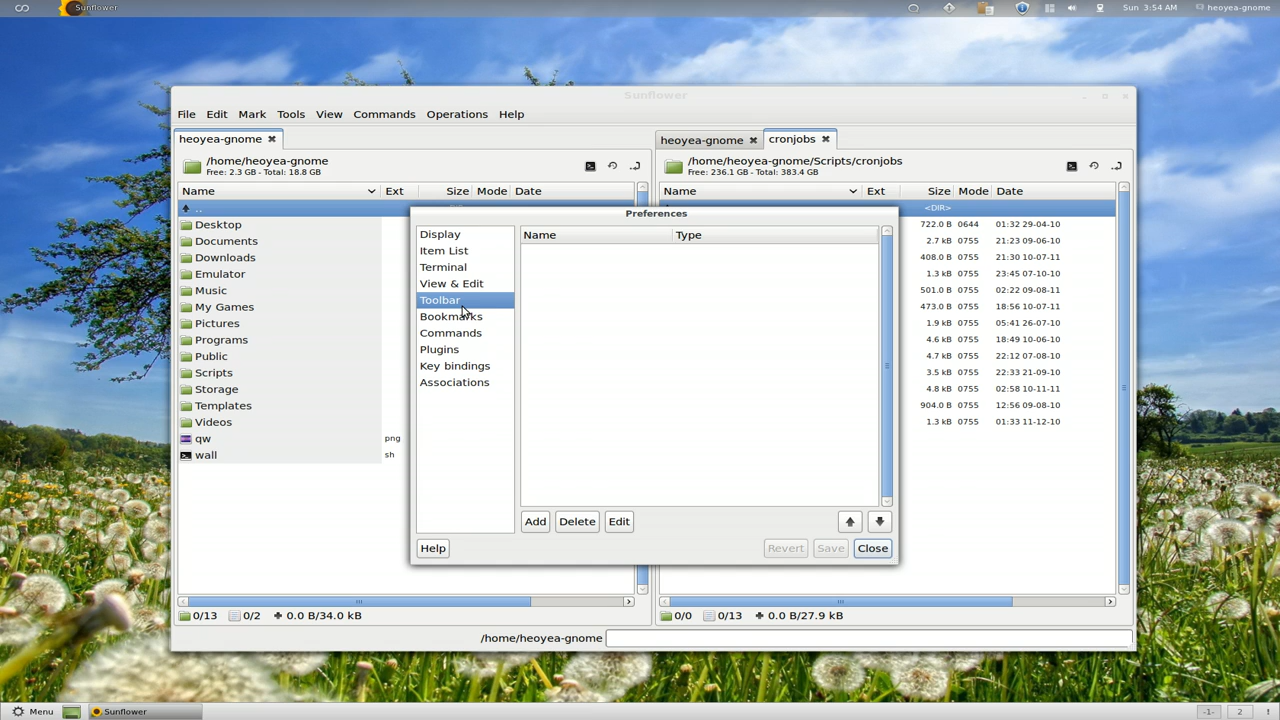 Sunflower
Sun 3:54 AM
heoyea-gnome
Sunflower
File Edit Mark Tools View Commands Operations Help
heoyea-gnome
/home/heoyea-gnome
Free: 2.3 GB - Total: 18.8 GB
Name Ext Size Mode Date
..
Desktop
Documents
Downloads
Emulator
Music
My Games
Pictures
Programs
Public
Scripts
Storage
Templates
Videos
qw png
wall sh
0/13 0/2 0.0 B/34.0 kB
heoyea-gnome cronjobs
/home/heoyea-gnome/Scripts/cronjobs
Free: 236.1 GB - Total: 383.4 GB
Name Ext Size Mode Date
<DIR>
722.0 B 0644 01:32 29-04-10
2.7 kB 0755 21:23 09-06-10
408.0 B 0755 21:30 10-07-11
1.3 kB 0755 23:45 07-10-10
501.0 B 0755 02:22 09-08-11
473.0 B 0755 18:56 10-07-11
1.9 kB 0755 05:41 26-07-10
4.6 kB 0755 18:49 10-06-10
4.7 kB 0755 22:12 07-08-10
3.5 kB 0755 22:33 21-09-10
4.8 kB 0755 02:58 10-11-11
904.0 B 0755 12:56 09-08-10
1.3 kB 0755 01:33 11-12-10
0/0 0/13 0.0 B/27.9 kB
Preferences
Display
Item List
Terminal
View & Edit
Toolbar
Bookmarks
Commands
Plugins
Key bindings
Associations
Name Type
Add Delete Edit
Help Revert Save Close
/home/heoyea-gnome
Menu Sunflower -1- 2